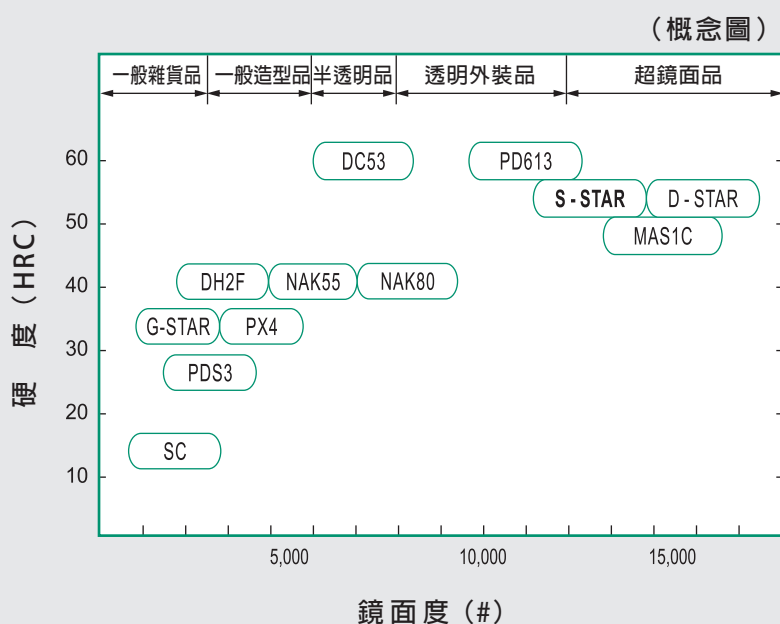 （概念圖）
一般雜貨品 一般造型品 半透明品 透明外裝品 超鏡面品
60
50
40
30
20
10
硬度（HRC）
DC53 PD613
S-STAR D-STAR
MAS1C
DH2F NAK55 NAK80
G-STAR PX4
PDS3
SC
5,000 10,000 15,000
鏡面度（#）